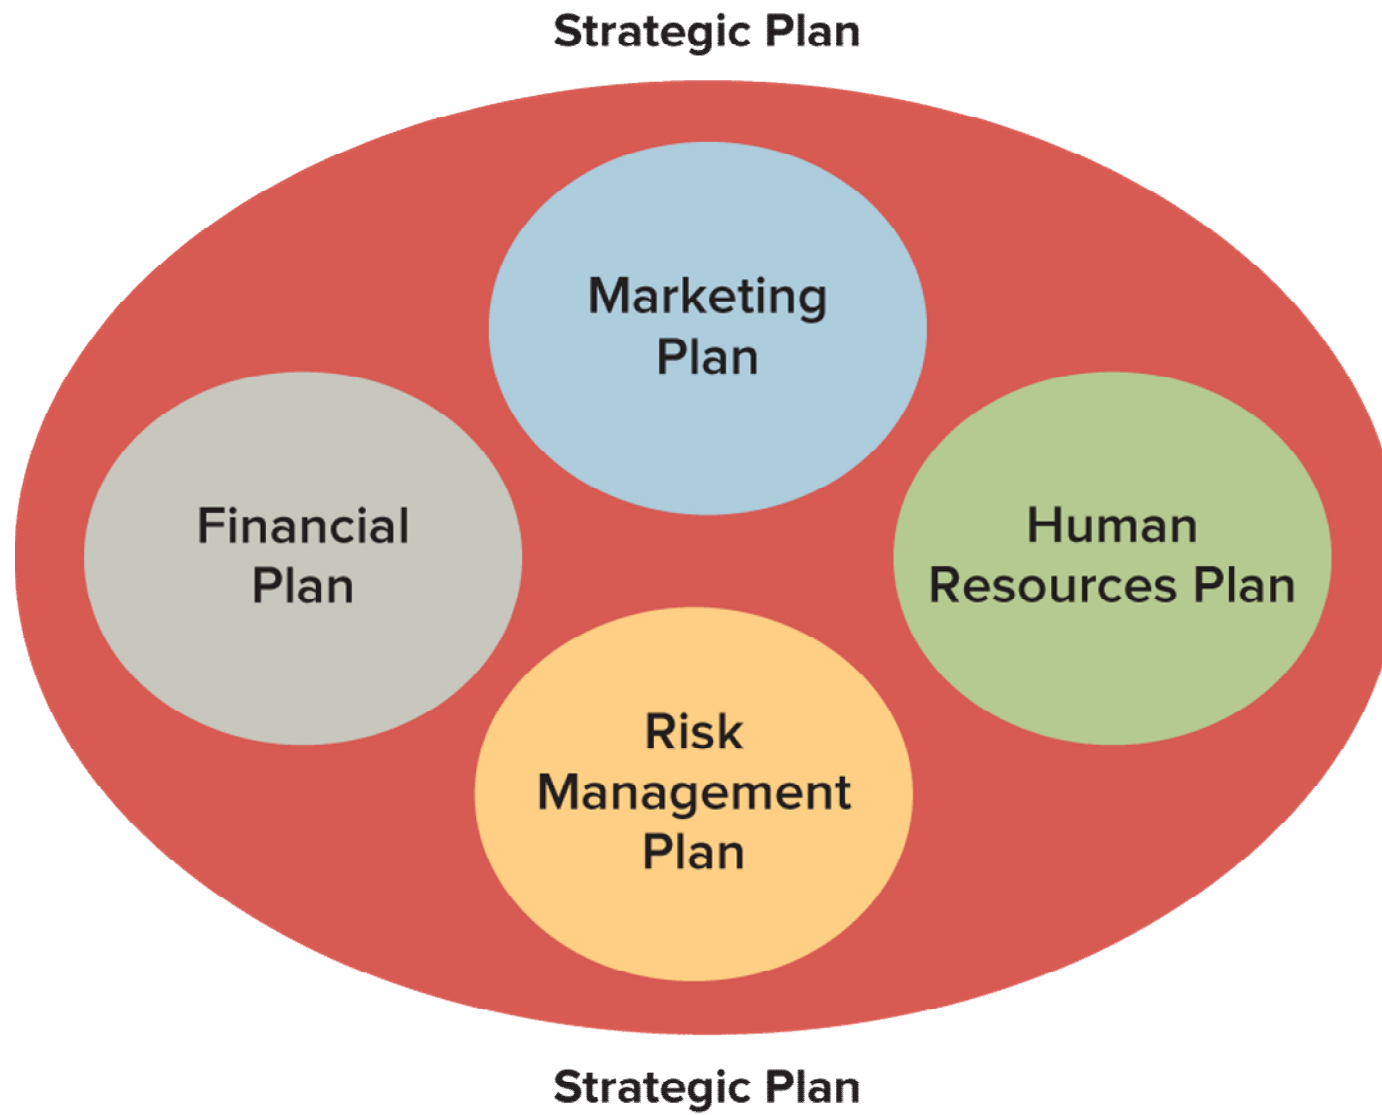 Strategic Plan
Marketing
Plan
Financial
Plan
Human
Resources Plan
Risk
Management
Plan
Strategic Plan